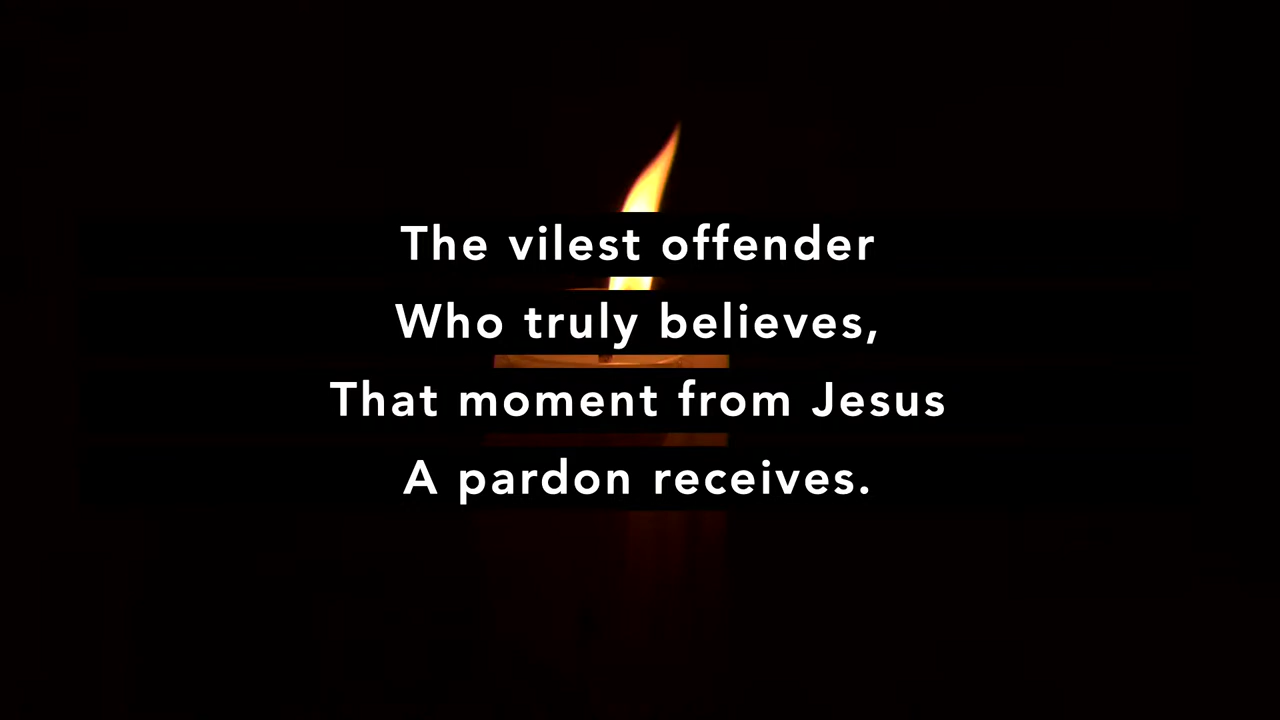 The vilest offender
Who truly believes,
That moment from Jesus
A pardon receives.